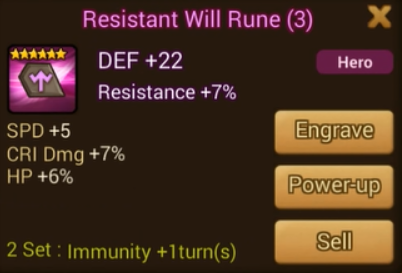 Resistant Will Rune (3)
X
DEF +22
Hero
Resistance +7%
SPD +5
CRI Dmg +7%
HP +6%
Engrave
Power-up
Sell
2 Set : Immunity +1turn(s)